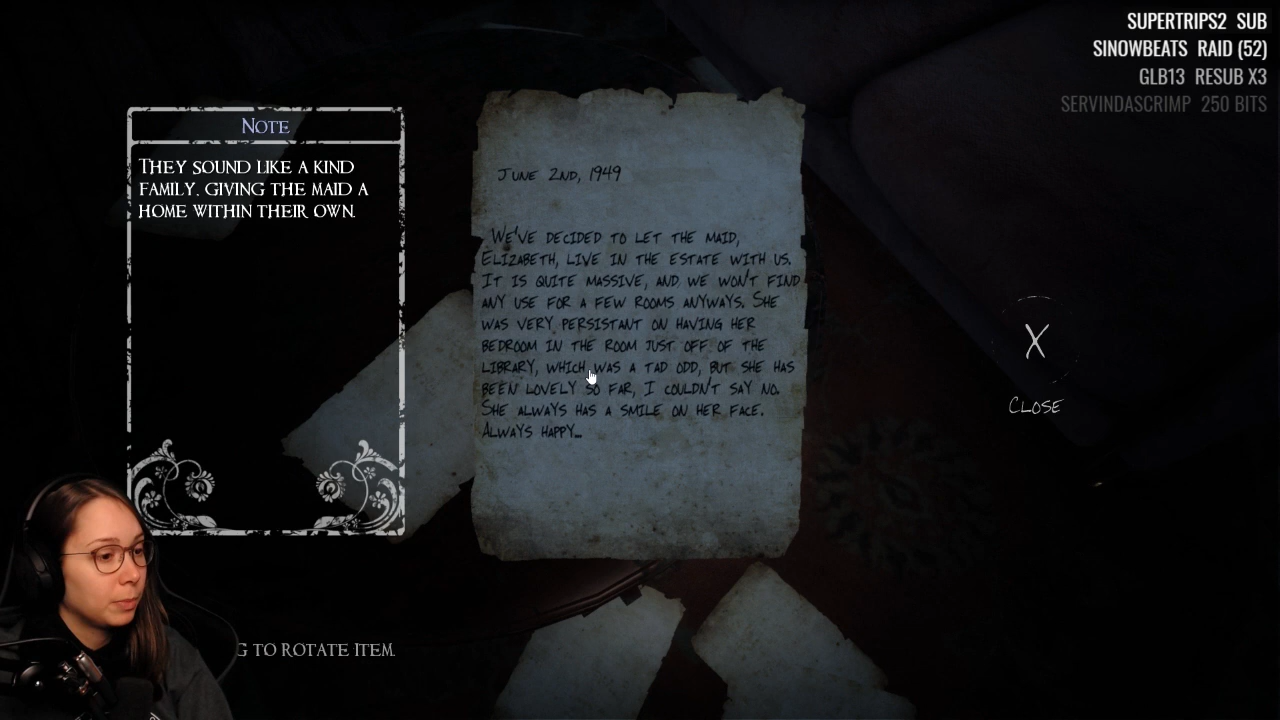 SUPERTRIPS2 SUB
SINOWBEATS RAID (52)
GLB13 RESUB X3
SERVINDASCRIMP 250 BITS
NOTE
THEY SOUND LIKE A KIND
FAMILY. GIVING THE MAID A
HOME WITHIN THEIR OWN.
JUNE 2ND, 1949
WE'VE DECIDED TO LET THE MAID,
ELIZABETH, LIVE IN THE ESTATE WITH US.
IT IS QUITE MASSIVE, AND WE WON'T FIND
ANY USE FOR A FEW ROOMS ANYWAYS. SHE
WAS VERY PERSISTANT ON HAVING HER
BEDROOM IN THE ROOM JUST OFF OF THE
LIBRARY, WHICH WAS A TAD ODD, BUT SHE HAS
BEEN LOVELY SO FAR, I COULDN'T SAY NO.
SHE ALWAYS HAS A SMILE ON HER FACE.
ALWAYS HAPPY...
X
CLOSE
G TO ROTATE ITEM.